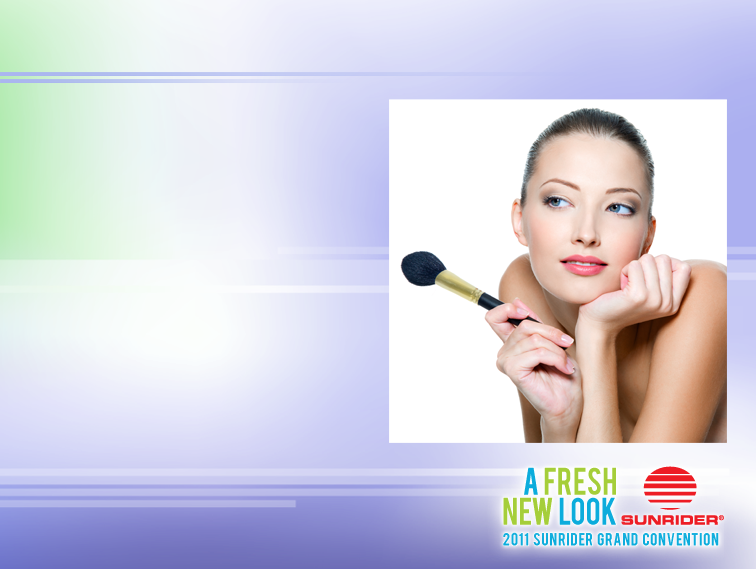 A FRESH
NEW LOOK
SUNRIDER®
2011 SUNRIDER GRAND CONVENTION